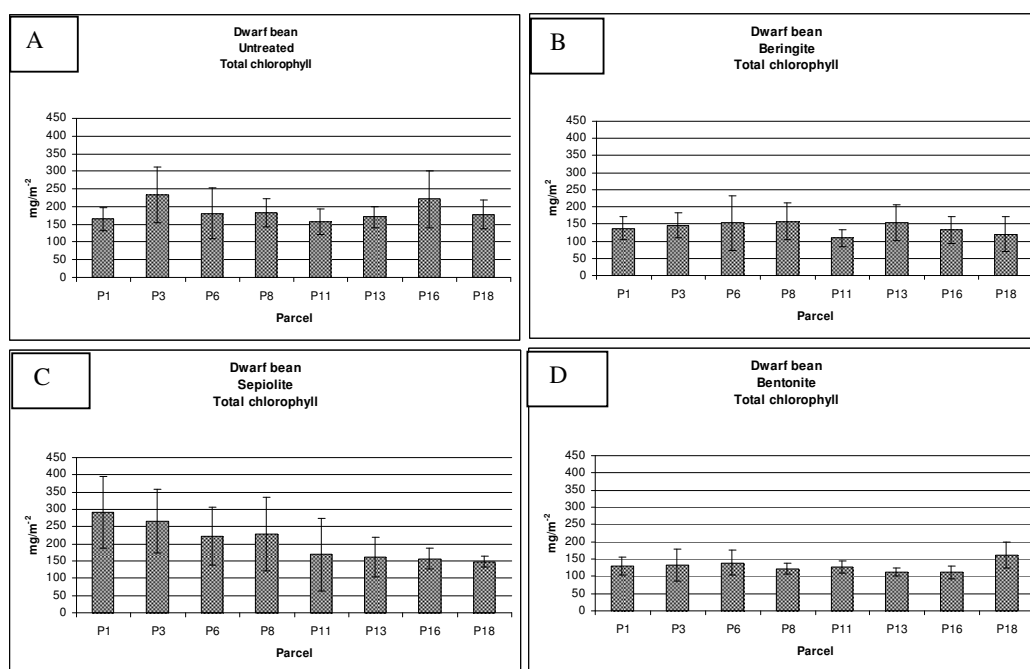 A
Dwarf bean
Untreated
Total chlorophyll
450
400
350
300
250
200
150
100
50
0
mg/m⁻²
P1 P3 P6 P8 P11 P13 P16 P18
Parcel
B
Dwarf bean
Beringite
Total chlorophyll
450
400
350
300
250
200
150
100
50
0
mg/m⁻²
P1 P3 P6 P8 P11 P13 P16 P18
Parcel
C
Dwarf bean
Sepiolite
Total chlorophyll
450
400
350
300
250
200
150
100
50
0
mg/m⁻²
P1 P3 P6 P8 P11 P13 P16 P18
Parcel
D
Dwarf bean
Bentonite
Total chlorophyll
450
400
350
300
250
200
150
100
50
0
mg/m⁻²
P1 P3 P6 P8 P11 P13 P16 P18
Parcel